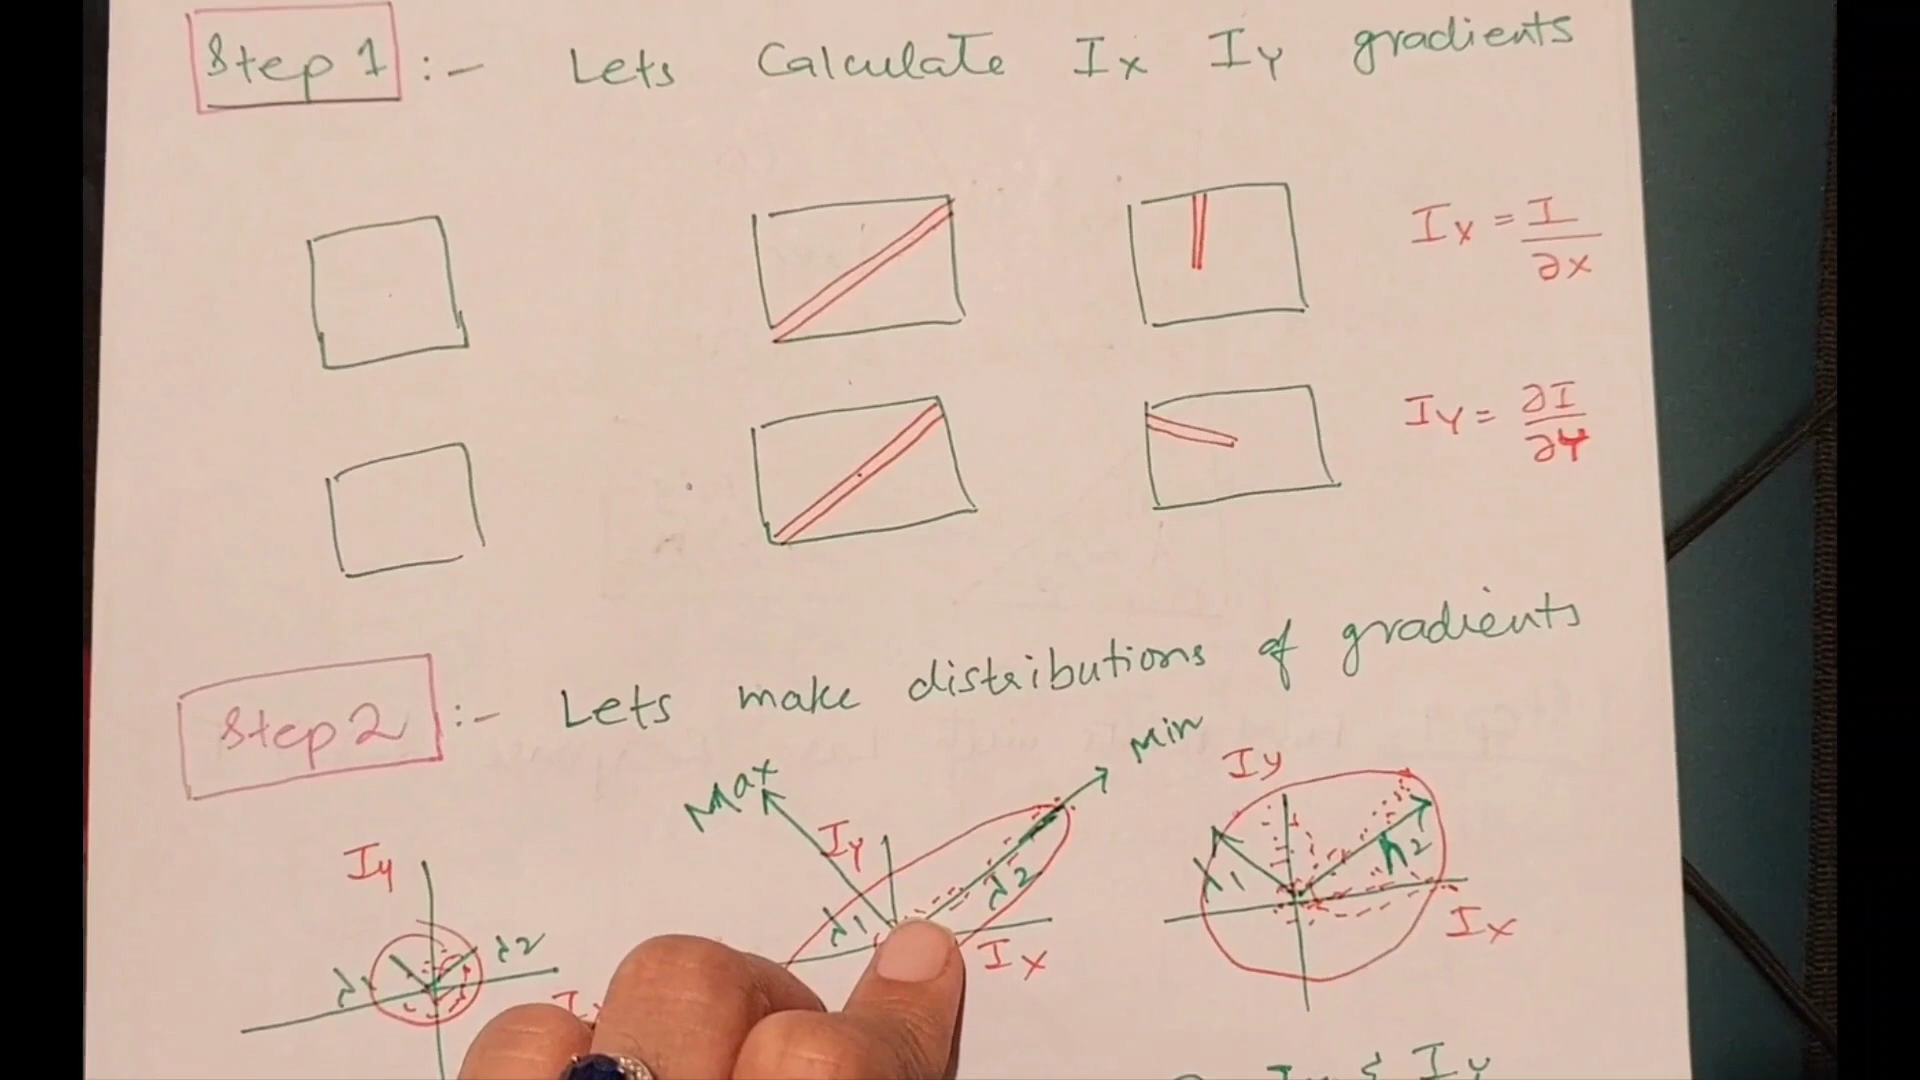 Step 1 :- Lets Calculate Ix Iy gradients
Ix = I / ∂x
Iy = ∂I / ∂y
Step 2 :- Lets make distributions of gradients
Max
Min
Iy
Iy
Iy
λ1
λ2
Ix
λ1
λ2
Ix
λ1
λ2
Ix